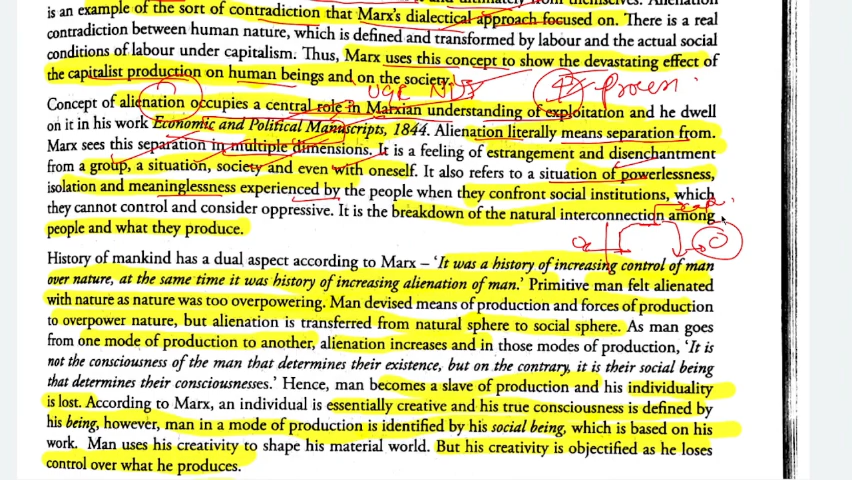 is an example of the sort of contradiction that Marx's dialectical approach focused on. There is a real
contradiction between human nature, which is defined and transformed by labour and the actual social
conditions of labour under capitalism. Thus, Marx uses this concept to show the devastating effect of
the capitalist production on human beings and on the society.
Concept of alienation occupies a central role in Marxian understanding of exploitation and he dwell
on it in his work Economic and Political Manuscripts, 1844. Alienation literally means separation from.
Marx sees this separation in multiple dimensions. It is a feeling of estrangement and disenchantment
from a group, a situation, society and even with oneself. It also refers to a situation of powerlessness,
isolation and meaninglessness experienced by the people when they confront social institutions, which
they cannot control and consider oppressive. It is the breakdown of the natural interconnection among
people and what they produce.
History of mankind has a dual aspect according to Marx – 'It was a history of increasing control of man
over nature, at the same time it was history of increasing alienation of man.' Primitive man felt alienated
with nature as nature was too overpowering. Man devised means of production and forces of production
to overpower nature, but alienation is transferred from natural sphere to social sphere. As man goes
from one mode of production to another, alienation increases and in those modes of production, 'It is
not the consciousness of the man that determines their existence, but on the contrary, it is their social being
that determines their consciousnesses.' Hence, man becomes a slave of production and his individuality
is lost. According to Marx, an individual is essentially creative and his true consciousness is defined by
his being, however, man in a mode of production is identified by his social being, which is based on his
work. Man uses his creativity to shape his material world. But his creativity is objectified as he loses
control over what he produces.